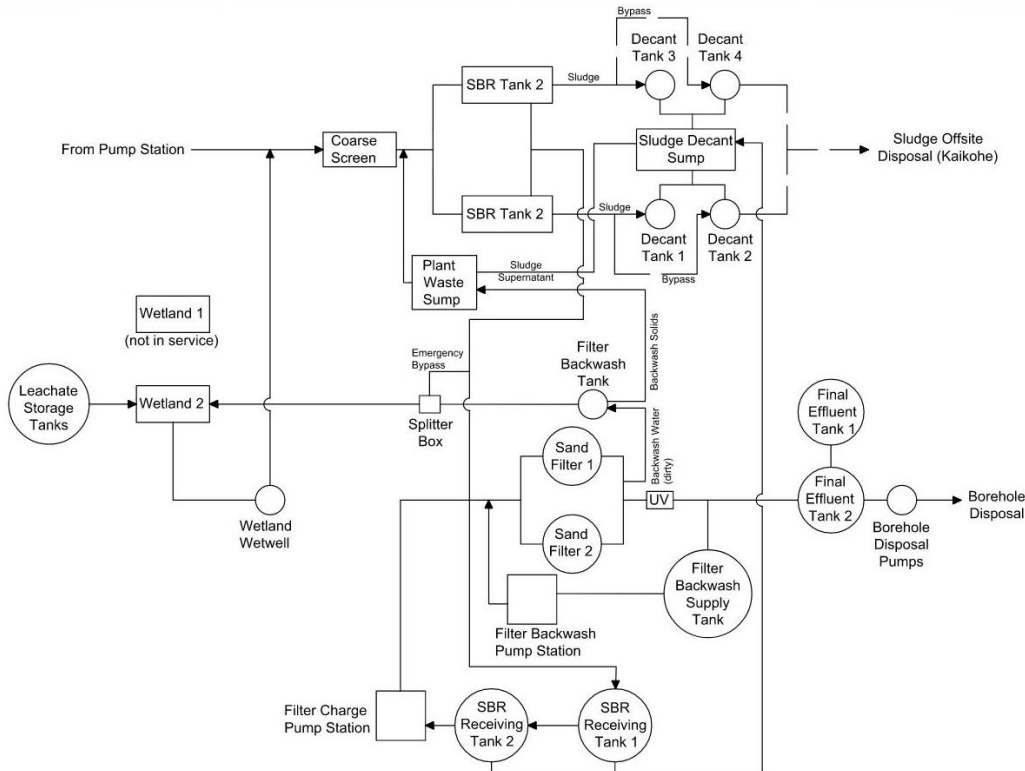 Bypass
Decant
Tank 3
Decant
Tank 4
SBR Tank 2
Sludge
From Pump Station
Coarse
Screen
Sludge Decant
Sump
Sludge Offsite
Disposal (Kaikohe)
SBR Tank 2
Sludge
Decant
Tank 1
Decant
Tank 2
Bypass
Plant
Waste
Sump
Sludge
Supernatant
Wetland 1
(not in service)
Emergency
Bypass
Filter
Backwash
Tank
Backwash Solids
Leachate
Storage
Tanks
Wetland 2
Splitter
Box
Backwash Water
(dirty)
Final
Effluent
Tank 1
Sand
Filter 1
UV
Final
Effluent
Tank 2
Borehole
Disposal
Wetland
Wetwell
Sand
Filter 2
Borehole
Disposal
Pumps
Filter
Backwash
Supply
Tank
Filter Backwash
Pump Station
Filter Charge
Pump Station
SBR
Receiving
Tank 2
SBR
Receiving
Tank 1